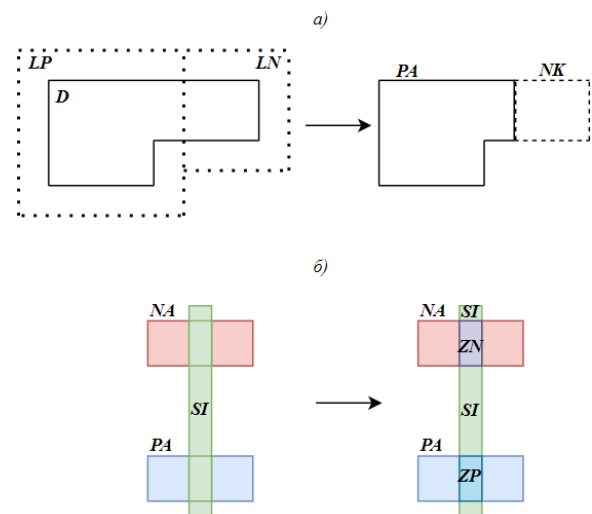 а)
LP LN PA NK
D
б)
NA NA SI
ZN
SI SI
PA PA
ZP